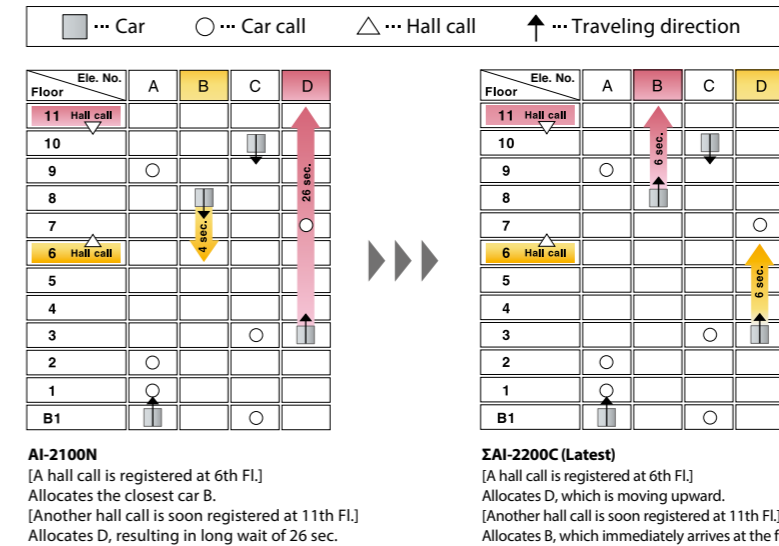 Car Car call Hall call Traveling direction
Ele. No. Floor A B C D
11 Hall call
10
9
8
7
6 Hall call
5
4
3
2
1
B1
4 sec.
26 sec.
AI-2100N
[A hall call is registered at 6th Fl.]
Allocates the closest car B.
[Another hall call is soon registered at 11th Fl.]
Allocates D, resulting in long wait of 26 sec.
Ele. No. Floor A B C D
11 Hall call
10
9
8
7
6 Hall call
5
4
3
2
1
B1
6 sec.
6 sec.
ΣAI-2200C (Latest)
[A hall call is registered at 6th Fl.]
Allocates D, which is moving upward.
[Another hall call is soon registered at 11th Fl.]
Allocates B, which immediately arrives at the